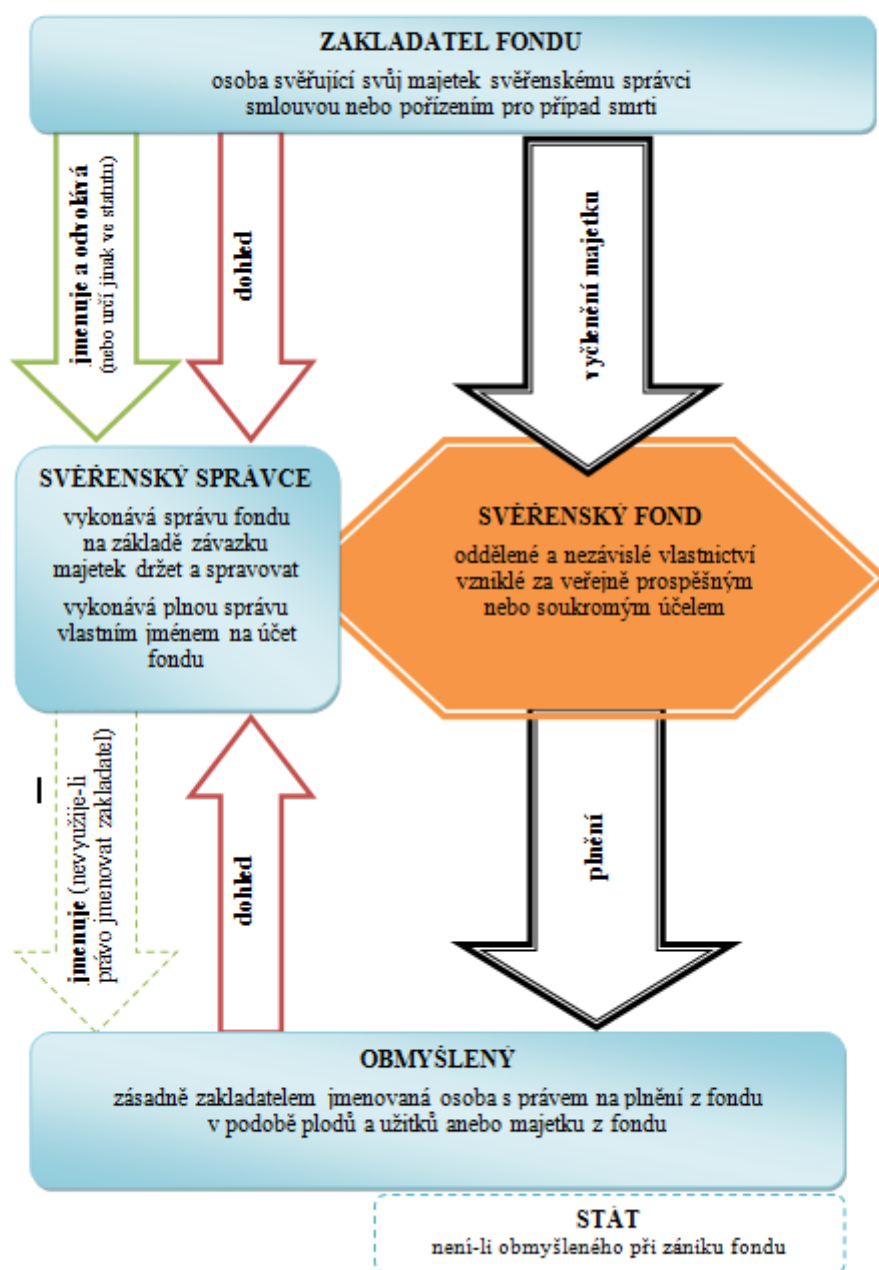 ZAKLADATEL FONDU
osoba svěřující svůj majetek svěřenskému správci
smlouvou nebo pořízením pro případ smrti
jmenuje a odvolává
(nebo určí jinak ve statutu)
dohled
vyčlenění majetku
SVĚŘENSKÝ SPRÁVCE
vykonává správu fondu
na základě závazku
majetek držet a spravovat
vykonává plnou správu
vlastním jménem na účet
fondu
SVĚŘENSKÝ FOND
oddělené a nezávislé vlastnictví
vzniklé za veřejně prospěšným
nebo soukromým účelem
jmenuje (nevyužije-li
právo jmenovat zakladatel)
dohled
plnění
OBMYŠLENÝ
zásadně zakladatelem jmenovaná osoba s právem na plnění z fondu
v podobě plodů a užitků anebo majetku z fondu
STÁT
není-li obmyšleného při zániku fondu